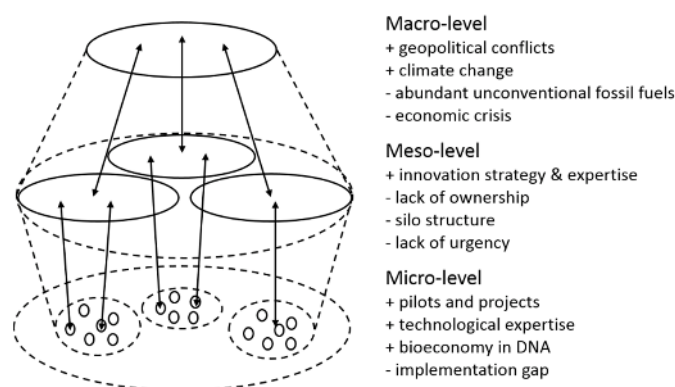 Macro-level
+ geopolitical conflicts
+ climate change
- abundant unconventional fossil fuels
- economic crisis
Meso-level
+ innovation strategy & expertise
- lack of ownership
- silo structure
- lack of urgency
Micro-level
+ pilots and projects
+ technological expertise
+ bioeconomy in DNA
- implementation gap